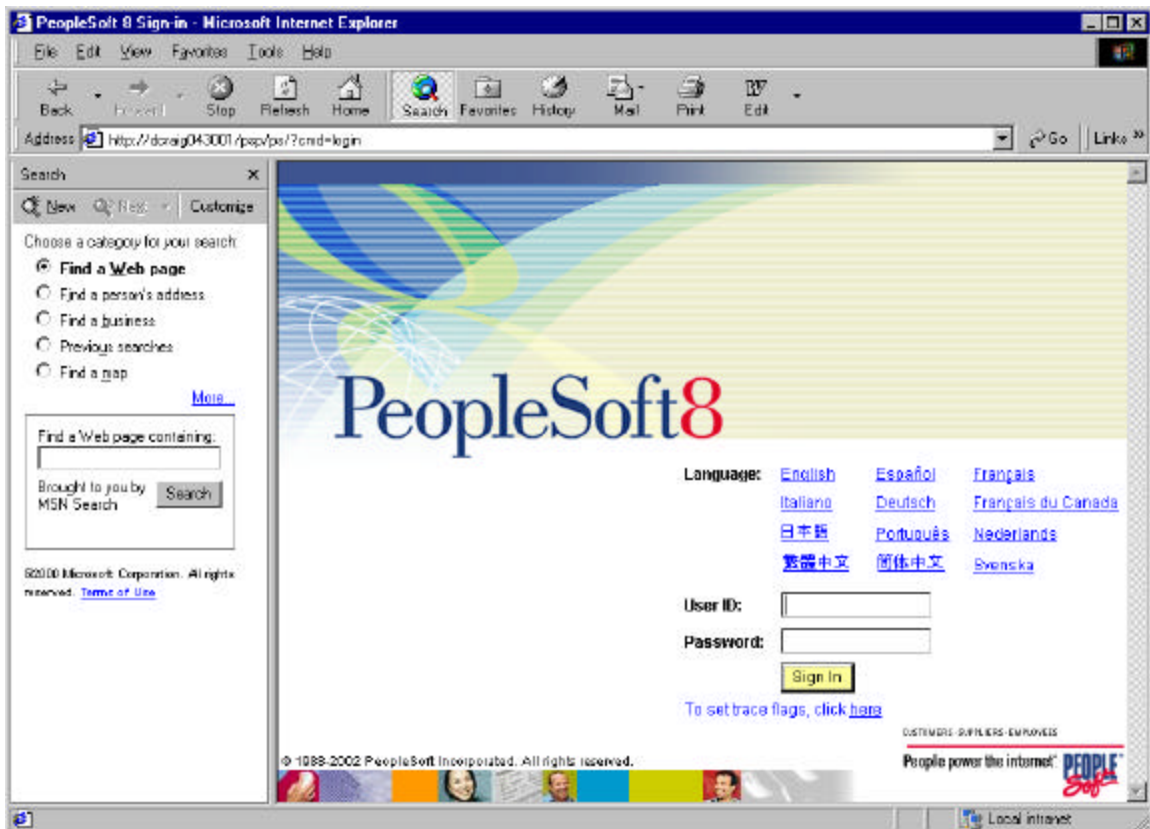 PeopleSoft 8 Sign-in - Microsoft Internet Explorer
File Edit View Favorites Tools Help
Back Forward Stop Refresh Home Search Favorites History Mail Print Edit
Address http://dcraig043001/psp/ps/?cmd=login Go Links »
Search
New Next Customize
Choose a category for your search:
Find a Web page
Find a person's address
Find a business
Previous searches
Find a map
More...
Find a Web page containing:
Brought to you by
MSN Search
Search
©2000 Microsoft Corporation. All rights
reserved. Terms of Use
PeopleSoft8
Language: English Español Français
Italiano Deutsch Français du Canada
日本語 Português Nederlands
繁體中文 简体中文 Svenska
User ID:
Password:
Sign In
To set trace flags, click here
CUSTOMERS·SUPPLIERS·EMPLOYEES
People power the internet.™
PEOPLE
Soft
© 1988-2002 PeopleSoft Incorporated. All rights reserved.
Local intranet